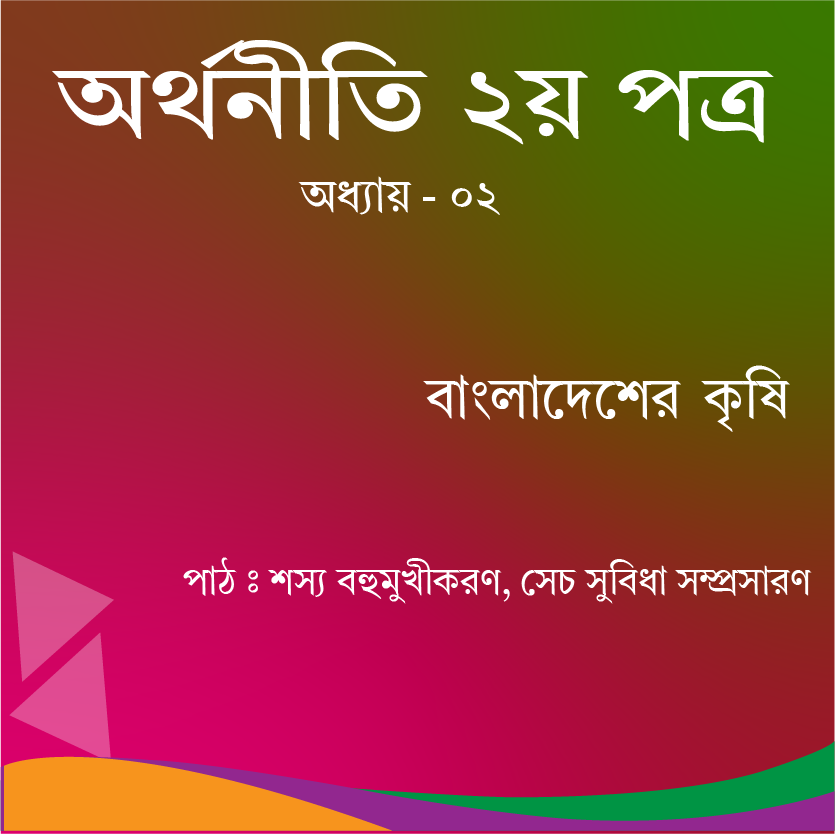 অর্থনীতি ২য় পত্র
অধ্যায় - ০২
বাংলাদেশের কৃষি
পাঠ ঃ শস্য বহুমুখীকরণ, সেচ সুবিধা সম্প্রসারণ